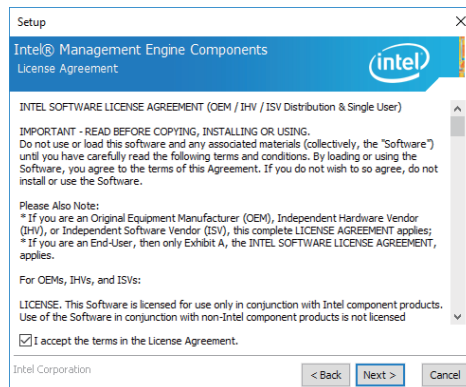 Setup
Intel® Management Engine Components
License Agreement
intel
INTEL SOFTWARE LICENSE AGREEMENT (OEM / IHV / ISV Distribution & Single User)
IMPORTANT - READ BEFORE COPYING, INSTALLING OR USING.
Do not use or load this software and any associated materials (collectively, the "Software")
until you have carefully read the following terms and conditions. By loading or using the
Software, you agree to the terms of this Agreement. If you do not wish to so agree, do not
install or use the Software.
Please Also Note:
* If you are an Original Equipment Manufacturer (OEM), Independent Hardware Vendor
(IHV), or Independent Software Vendor (ISV), this complete LICENSE AGREEMENT applies;
* If you are an End-User, then only Exhibit A, the INTEL SOFTWARE LICENSE AGREEMENT,
applies.
For OEMs, IHVs, and ISVs:
LICENSE. This Software is licensed for use only in conjunction with Intel component products.
Use of the Software in conjunction with non-Intel component products is not licensed
I accept the terms in the License Agreement.
Intel Corporation
< Back Next > Cancel